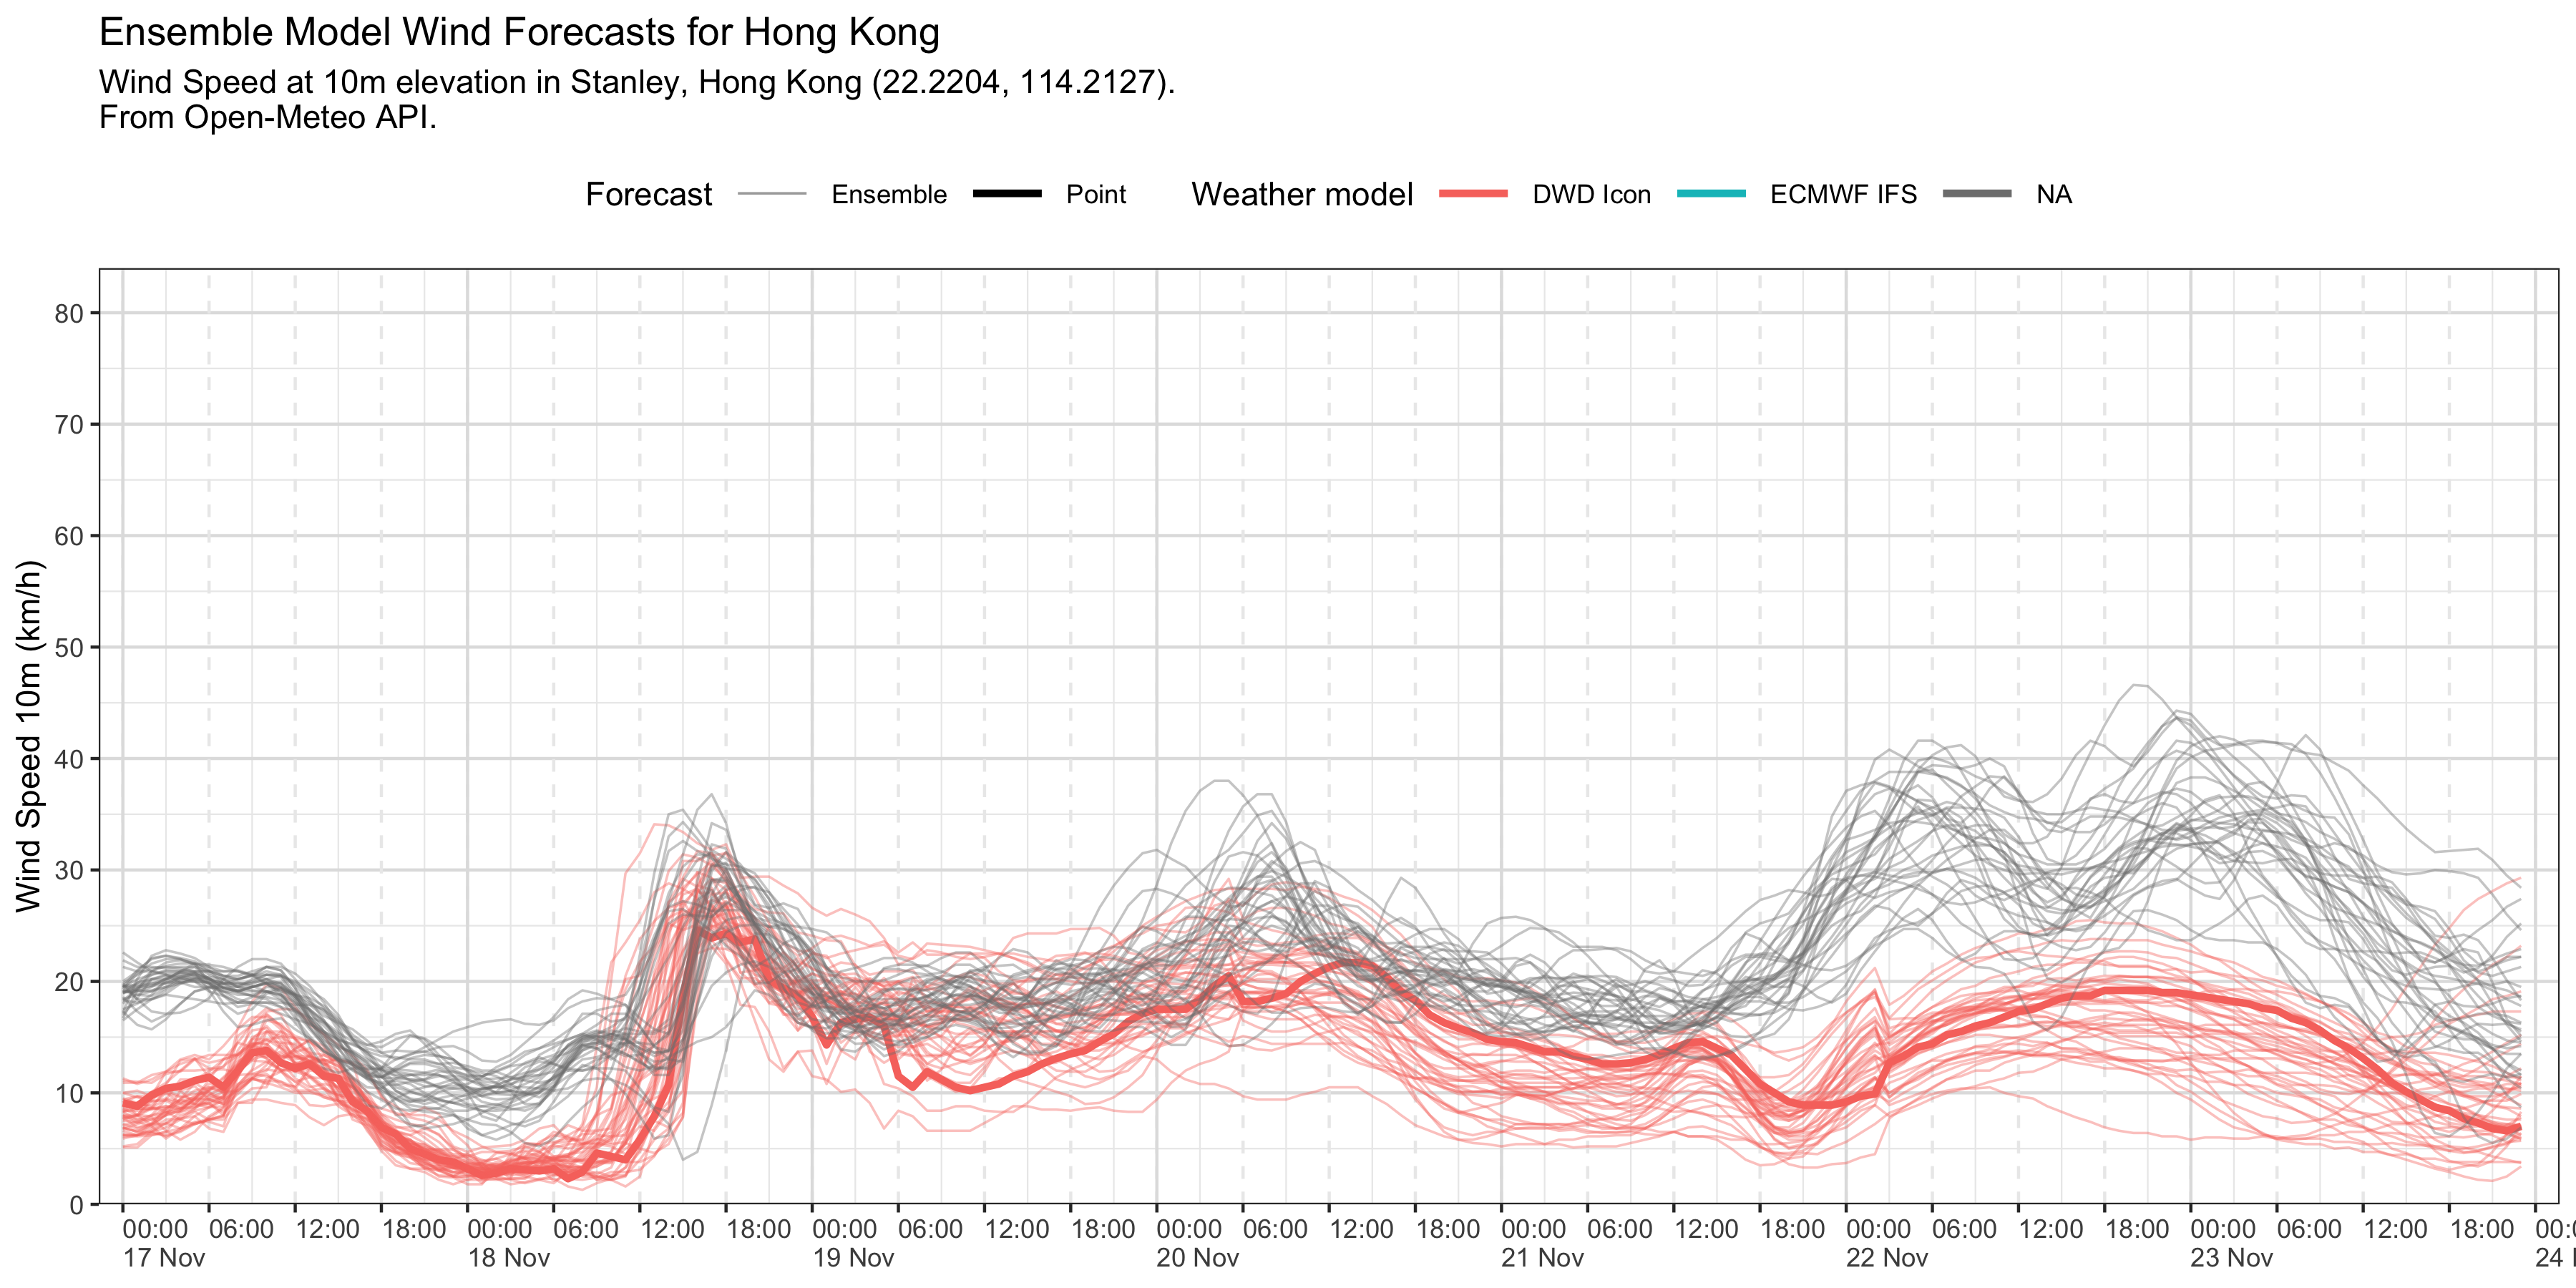 Ensemble Model Wind Forecasts for Hong Kong
Wind Speed at 10m elevation in Stanley, Hong Kong (22.2204, 114.2127).
From Open-Meteo API.
Forecast Ensemble Point Weather model DWD Icon ECMWF IFS NA
Wind Speed 10m (km/h)
80
70
60
50
40
30
20
10
0
00:00 06:00 12:00 18:00 00:00 06:00 12:00 18:00 00:00 06:00 12:00 18:00 00:00 06:00 12:00 18:00 00:00 06:00 12:00 18:00 00:00 06:00 12:00 18:00 00:00 06:00 12:00 18:00
17 Nov 18 Nov 19 Nov 20 Nov 21 Nov 22 Nov 23 Nov 24